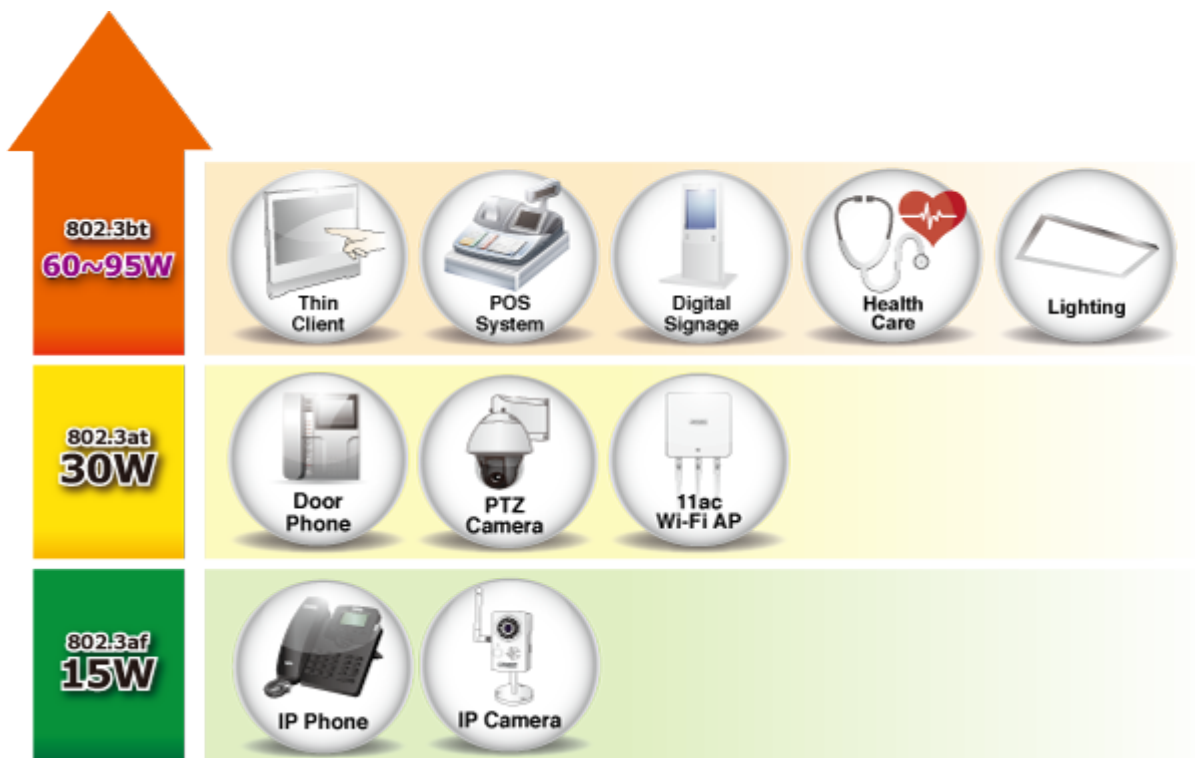 802.3bt
60~95W
Thin
Client
POS
System
Digital
Signage
Health
Care
Lighting
802.3at
30W
Door
Phone
PTZ
Camera
11ac
Wi-Fi AP
802.3af
15W
IP Phone
IP Camera